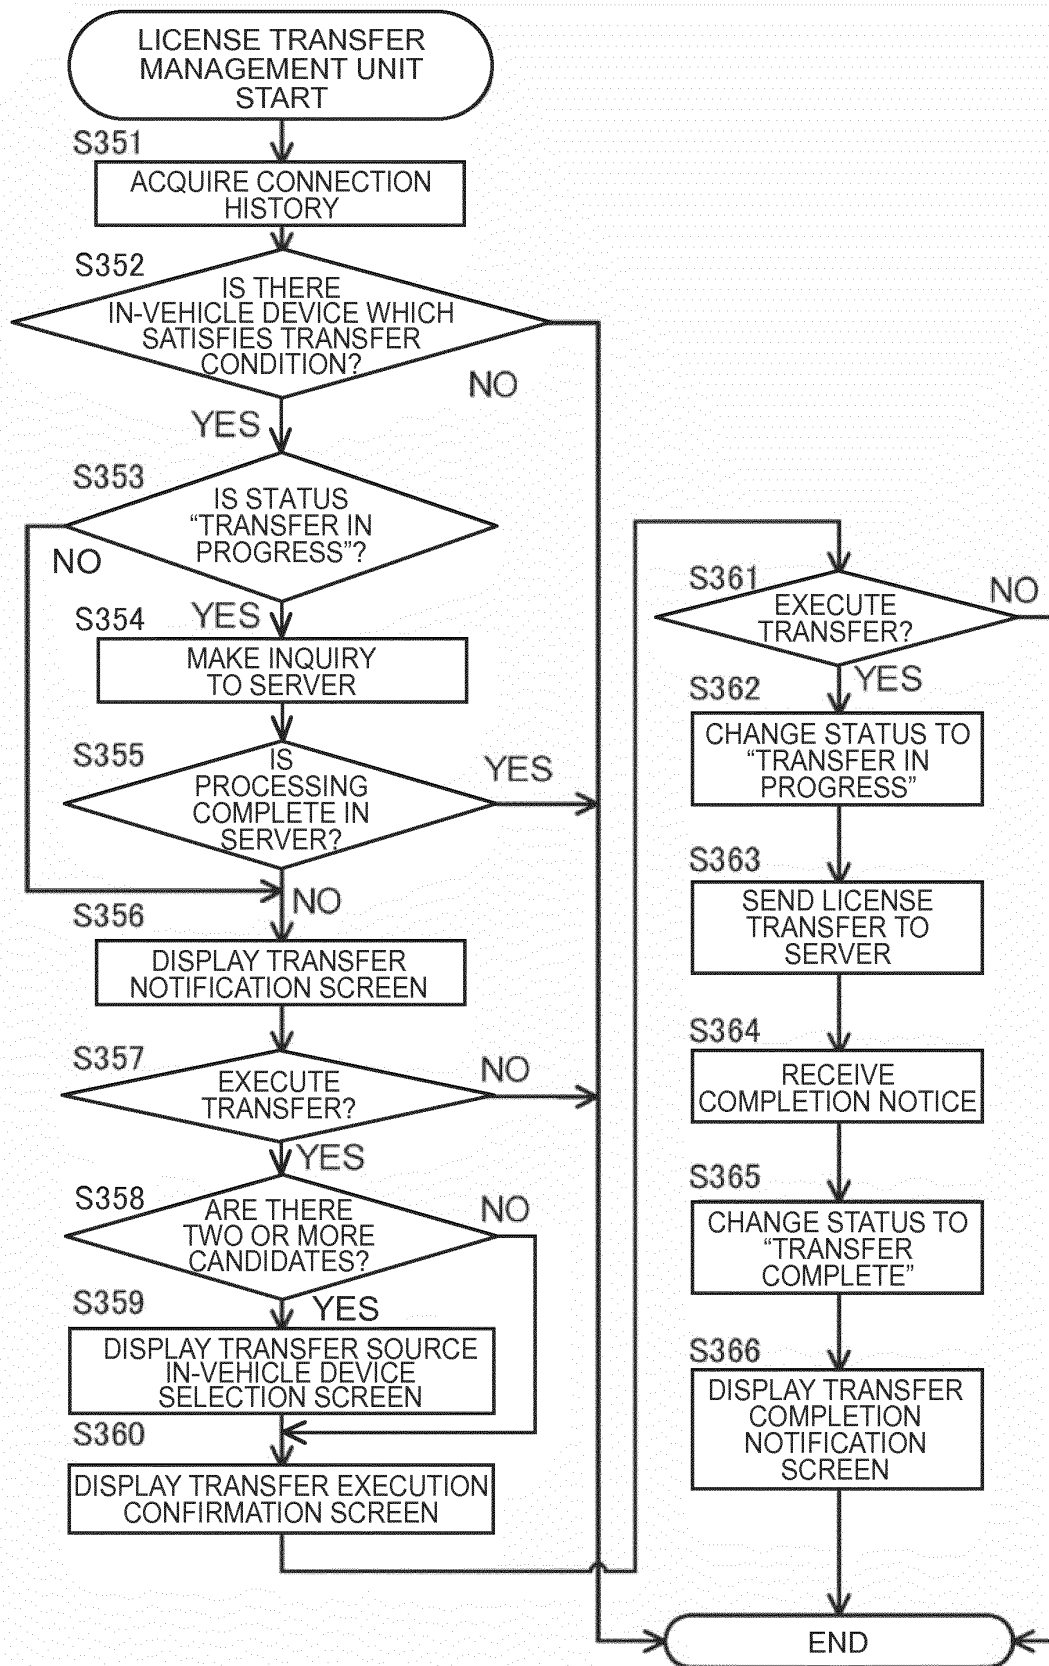 LICENSE TRANSFER
MANAGEMENT UNIT
START
S351
ACQUIRE CONNECTION
HISTORY
S352
IS THERE
IN-VEHICLE DEVICE WHICH
SATISFIES TRANSFER
CONDITION?
NO
YES
S353
IS STATUS
“TRANSFER IN
PROGRESS”?
NO
YES
S354
MAKE INQUIRY
TO SERVER
S355
IS
PROCESSING
COMPLETE IN
SERVER?
YES
NO
S356
DISPLAY TRANSFER
NOTIFICATION SCREEN
S357
EXECUTE
TRANSFER?
NO
YES
S358
ARE THERE
TWO OR MORE
CANDIDATES?
NO
YES
S359
DISPLAY TRANSFER SOURCE
IN-VEHICLE DEVICE
SELECTION SCREEN
S360
DISPLAY TRANSFER EXECUTION
CONFIRMATION SCREEN
S361
EXECUTE
TRANSFER?
NO
YES
S362
CHANGE STATUS TO
“TRANSFER IN
PROGRESS”
S363
SEND LICENSE
TRANSFER TO
SERVER
S364
RECEIVE
COMPLETION NOTICE
S365
CHANGE STATUS TO
“TRANSFER
COMPLETE”
S366
DISPLAY TRANSFER
COMPLETION
NOTIFICATION
SCREEN
END